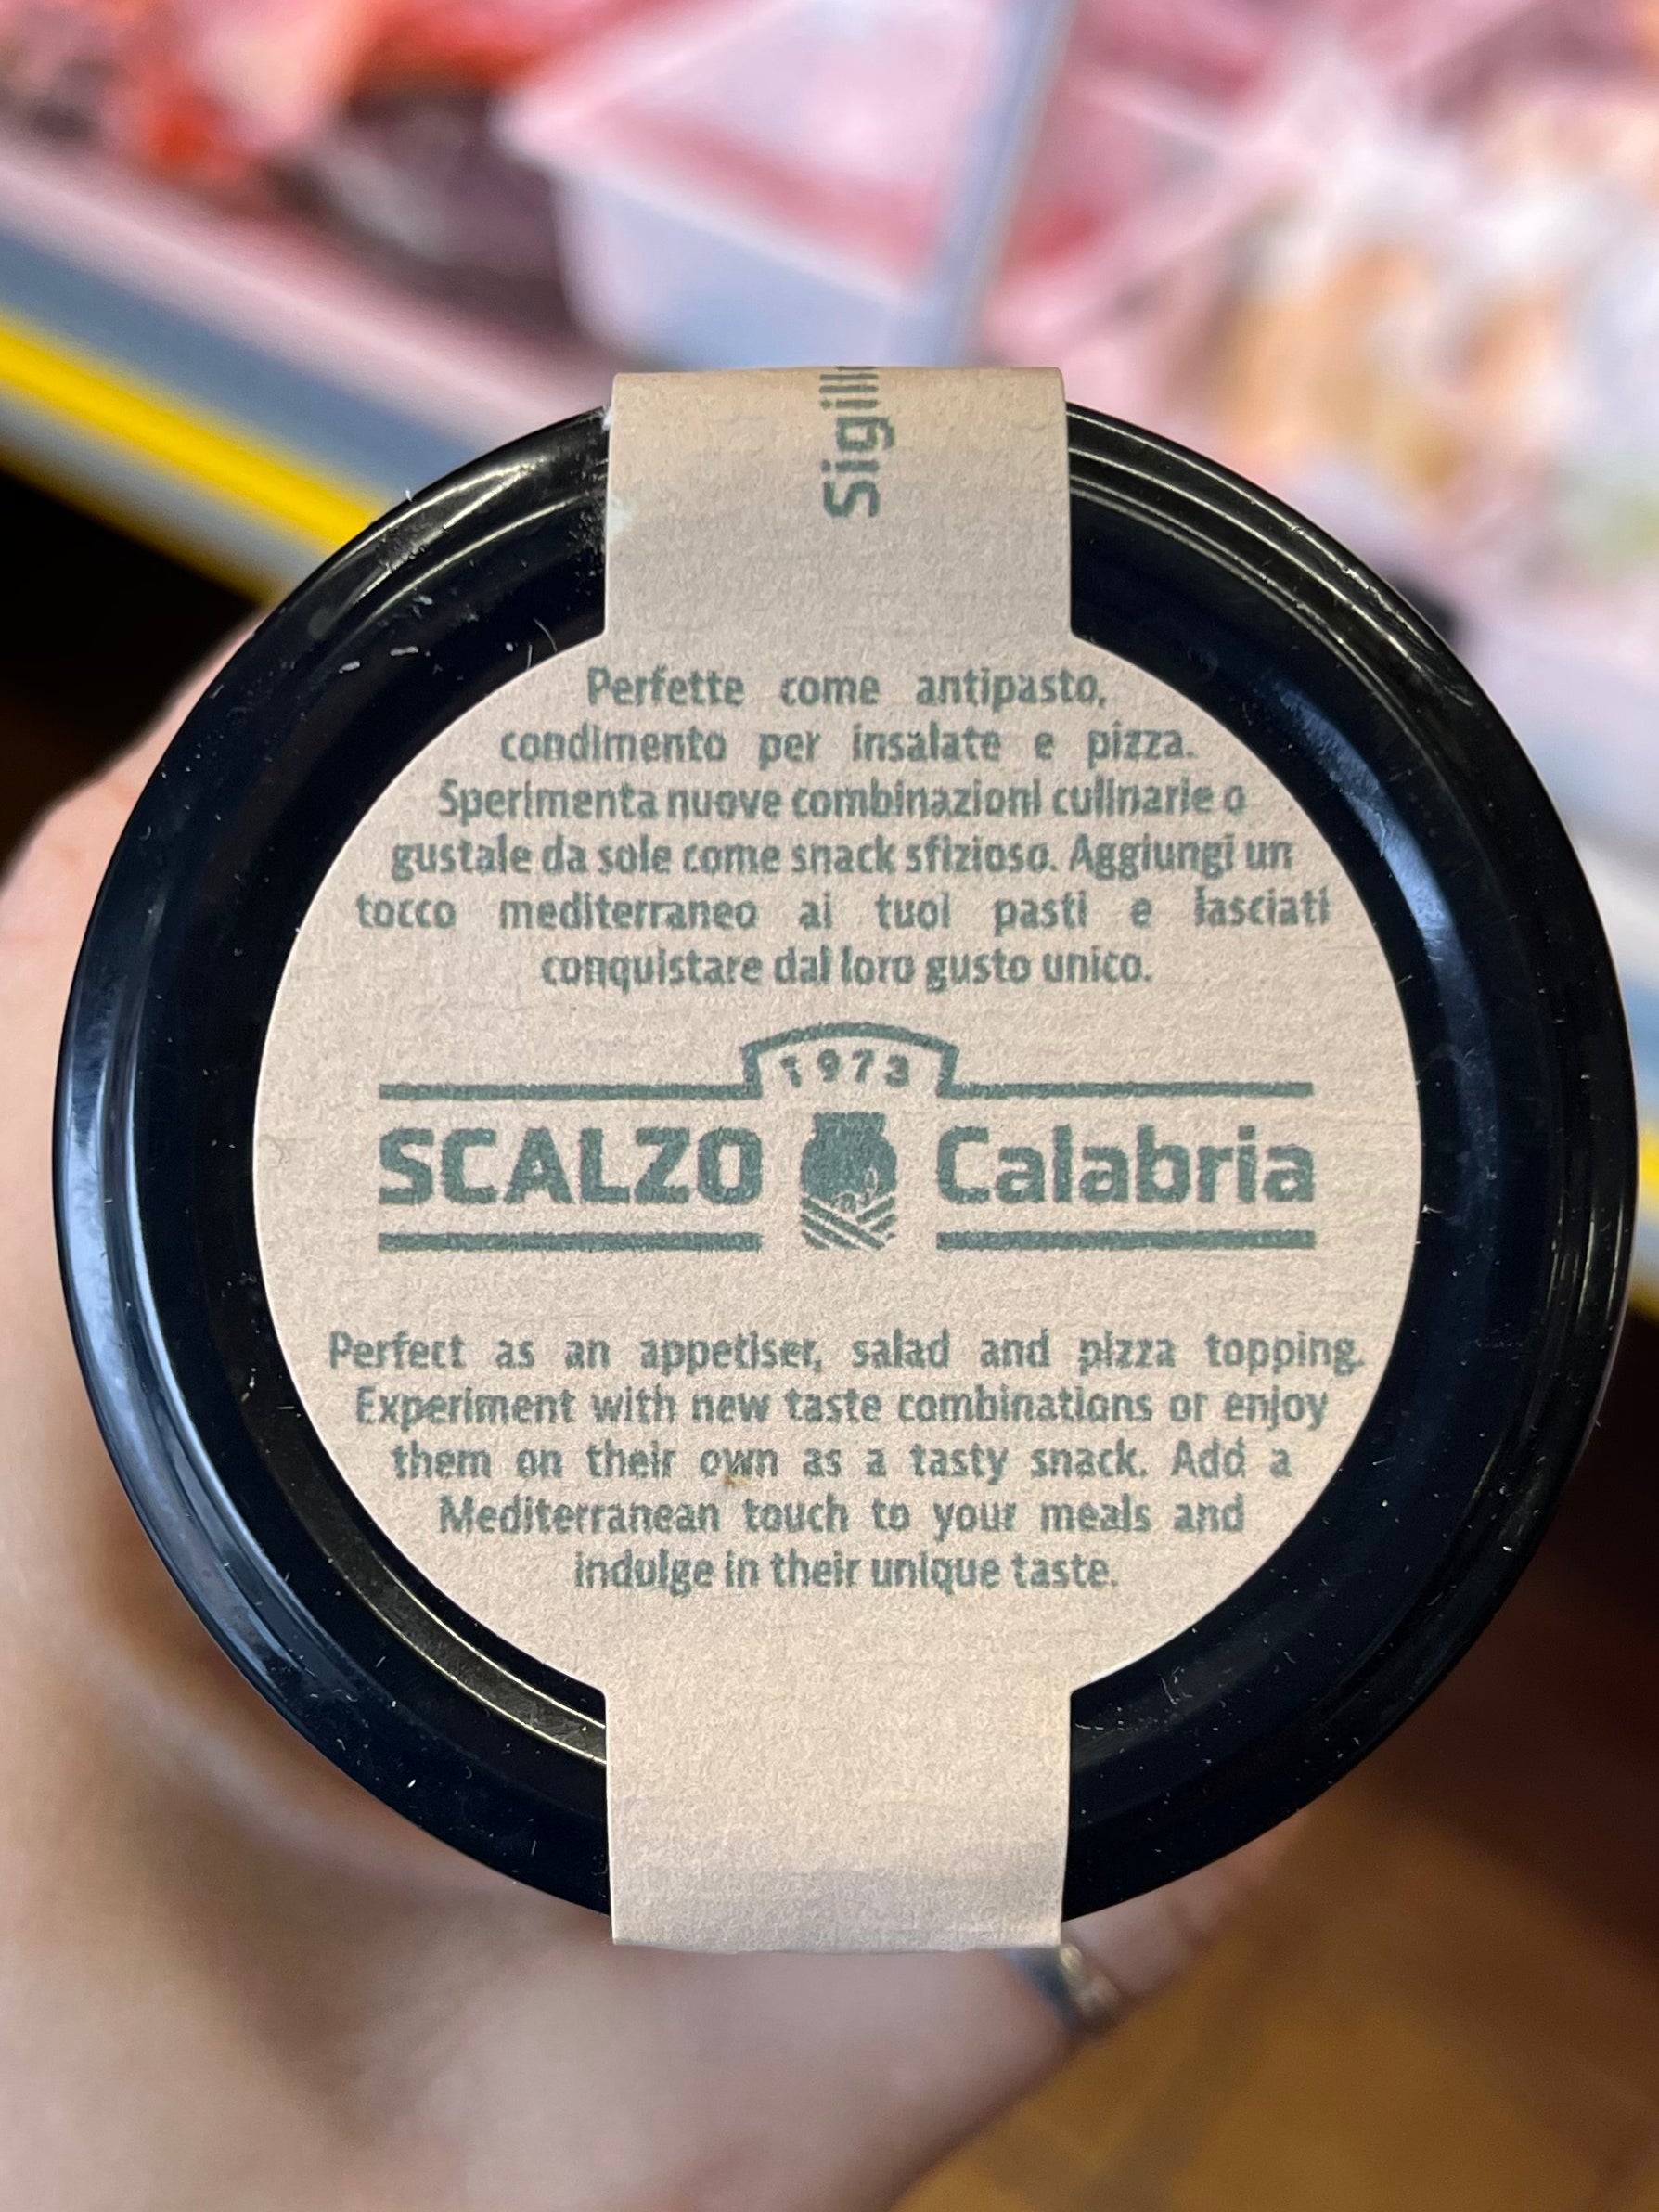 Perfette come antipasto,
condimento per insalate e pizza.
Sperimenta nuove combinazioni culinarie o
gustale da sole come snack sfizioso. Aggiungi un
tocco mediterraneo ai tuoi pasti e lasciati
conquistare dal loro gusto unico.
1973
SCALZO Calabria
Perfect as an appetiser, salad and pizza topping.
Experiment with new taste combinations or enjoy
them on their own as a tasty snack. Add a
Mediterranean touch to your meals and
indulge in their unique taste.